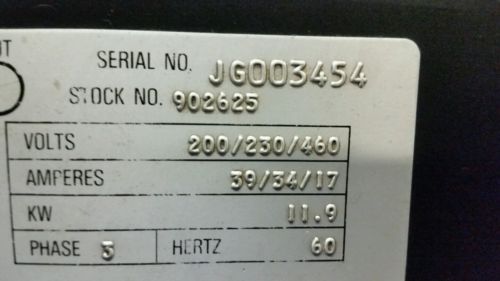 UT
SERIAL NO. JG003454
STOCK NO. 902625
VOLTS 200/230/460
AMPERES 39/34/17
KW 11.9
PHASE 3 HERTZ 60